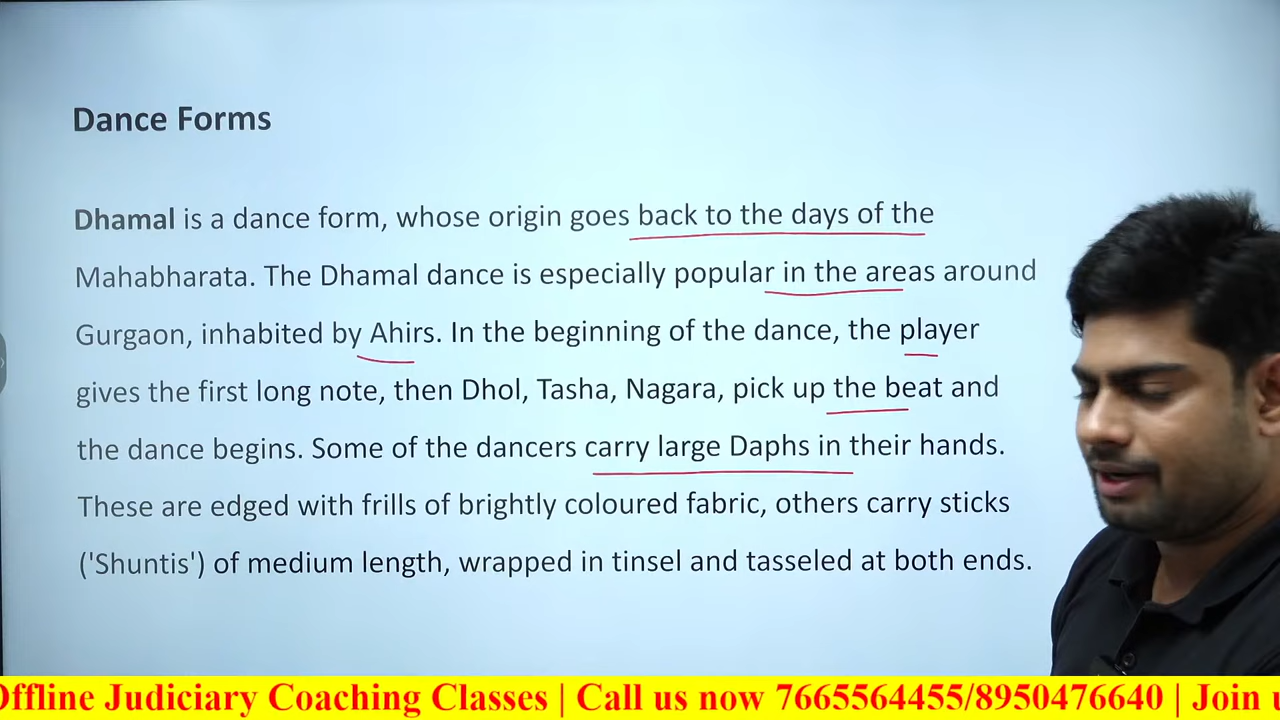 Dance Forms
Dhamal is a dance form, whose origin goes back to the days of the
Mahabharata. The Dhamal dance is especially popular in the areas around
Gurgaon, inhabited by Ahirs. In the beginning of the dance, the player
gives the first long note, then Dhol, Tasha, Nagara, pick up the beat and
the dance begins. Some of the dancers carry large Daphs in their hands.
These are edged with frills of brightly coloured fabric, others carry sticks
('Shuntis') of medium length, wrapped in tinsel and tasseled at both ends.
Offline Judiciary Coaching Classes | Call us now 7665564455/8950476640 | Join u